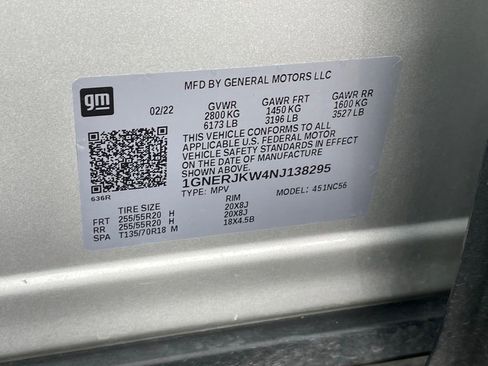 MFD BY GENERAL MOTORS LLC
gm
02/22 GVWR GAWR FRT GAWR RR
2800 KG 1450 KG 1600 KG
6173 LB 3196 LB 3527 LB
THIS VEHICLE CONFORMS TO ALL
APPLICABLE U.S. FEDERAL MOTOR
VEHICLE SAFETY STANDARDS IN EFFECT
ON THE DATE OF MANUFACTURE
SHOWN ABOVE.
1GNERJKW4NJ138295
636R
TYPE: MPV MODEL: 451NC56
TIRE SIZE RIM
FRT 255/55R20 H 20X8J
RR 255/55R20 H 20X8J
SPA T135/70R18 M 18X4.5B